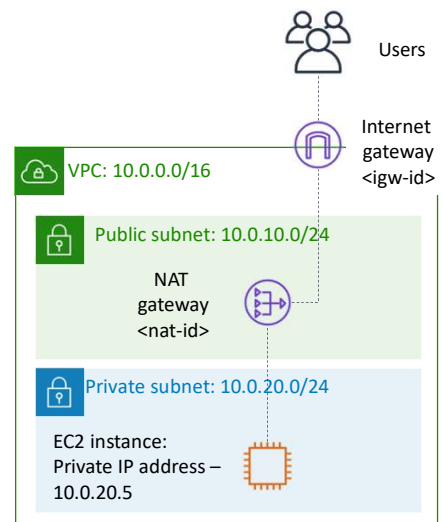 Users
Internet
gateway
<igw-id>
VPC: 10.0.0.0/16
Public subnet: 10.0.10.0/24
NAT
gateway
<nat-id>
Private subnet: 10.0.20.0/24
EC2 instance:
Private IP address –
10.0.20.5